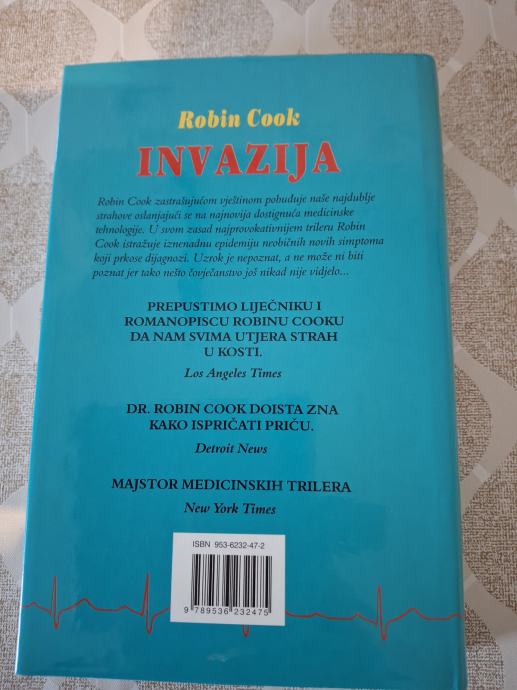 Robin Cook
INVAZIJA
Robin Cook zastrašujućom vještinom pobuđuje naše najdublje
strahove oslanjajući se na najnovija dostignuća medicinske
tehnologije. U svom zasad najprovokativnijem trileru Robin
Cook istražuje iznenadnu epidemiju neobičnih novih simptoma
koji prkose dijagnozi. Uzrok je nepoznat, a ne može ni biti
poznat jer tako nešto čovječanstvo još nikad nije vidjelo...
PREPUSTIMO LIJEČNIKU I
ROMANOPISCU ROBINU COOKU
DA NAM SVIMA UTJERA STRAH
U KOSTI.
Los Angeles Times
DR. ROBIN COOK DOISTA ZNA
KAKO ISPRIČATI PRIČU.
Detroit News
MAJSTOR MEDICINSKIH TRILERA
New York Times
ISBN 953-6232-47-2
9 789536 232475